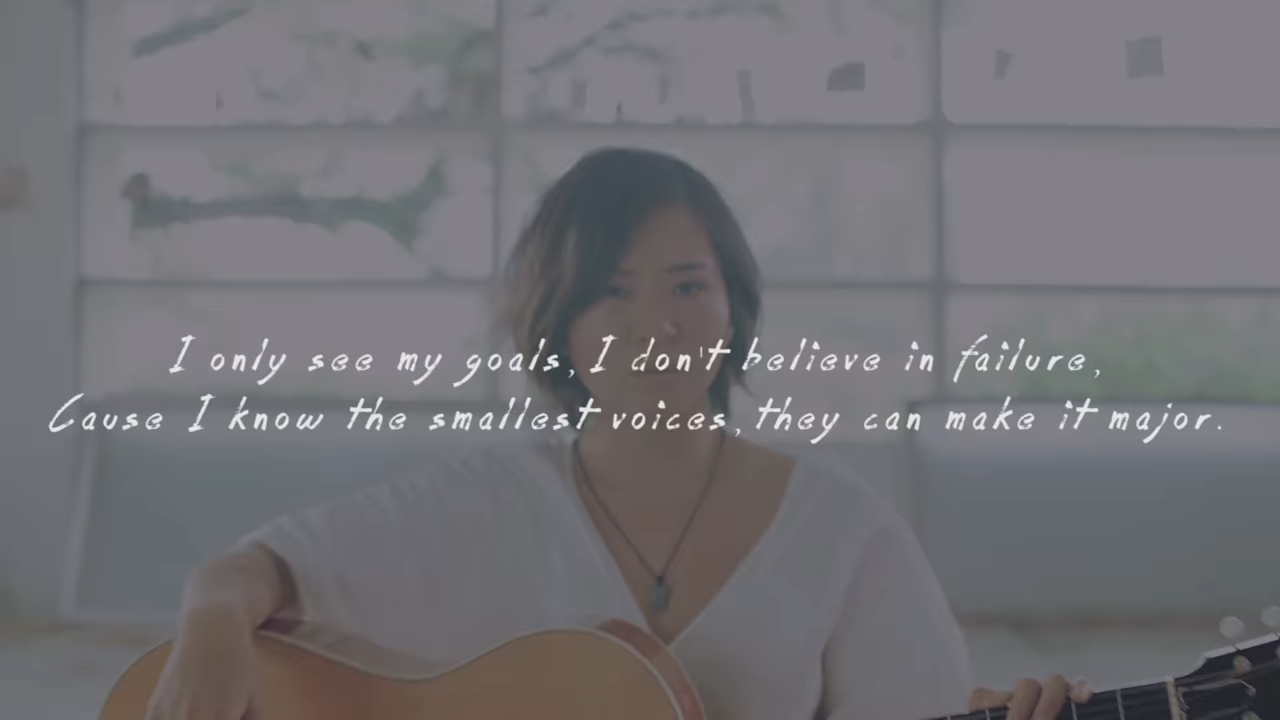 I only see my goals, I don't believe in failure,
Cause I know the smallest voices, they can make it major.